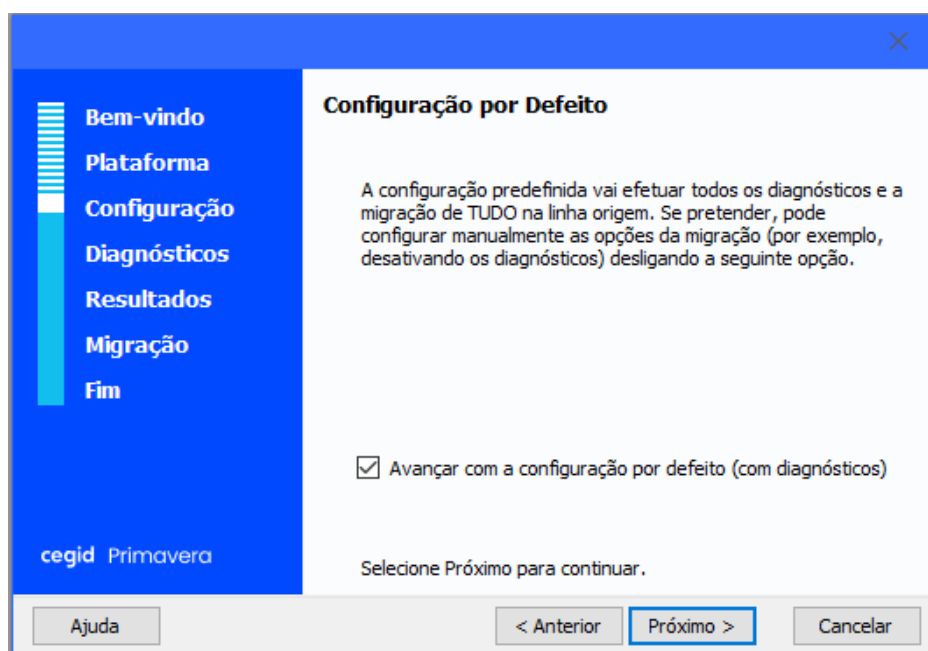 Bem-vindo
Plataforma
Configuração
Diagnósticos
Resultados
Migração
Fim
cegid Primavera
Configuração por Defeito
A configuração predefinida vai efetuar todos os diagnósticos e a
migração de TUDO na linha origem. Se pretender, pode
configurar manualmente as opções da migração (por exemplo,
desativando os diagnósticos) desligando a seguinte opção.
Avançar com a configuração por defeito (com diagnósticos)
Selecione Próximo para continuar.
Ajuda
< Anterior
Próximo >
Cancelar